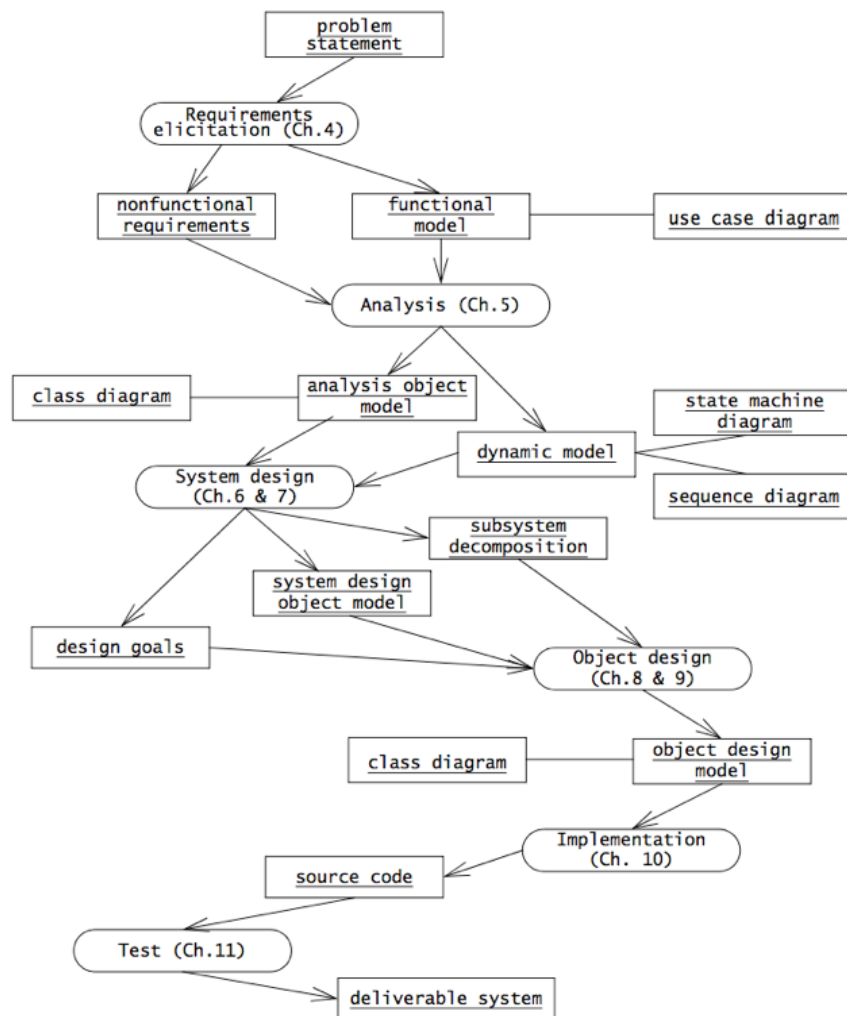 problem
statement
Requirements
elicitation (Ch.4)
nonfunctional
requirements
functional
model
use case diagram
Analysis (Ch.5)
class diagram
analysis object
model
state machine
diagram
dynamic model
System design
(Ch.6 & 7)
sequence diagram
subsystem
decomposition
system design
object model
design goals
Object design
(Ch.8 & 9)
class diagram
object design
model
Implementation
(Ch. 10)
source code
Test (Ch.11)
deliverable system